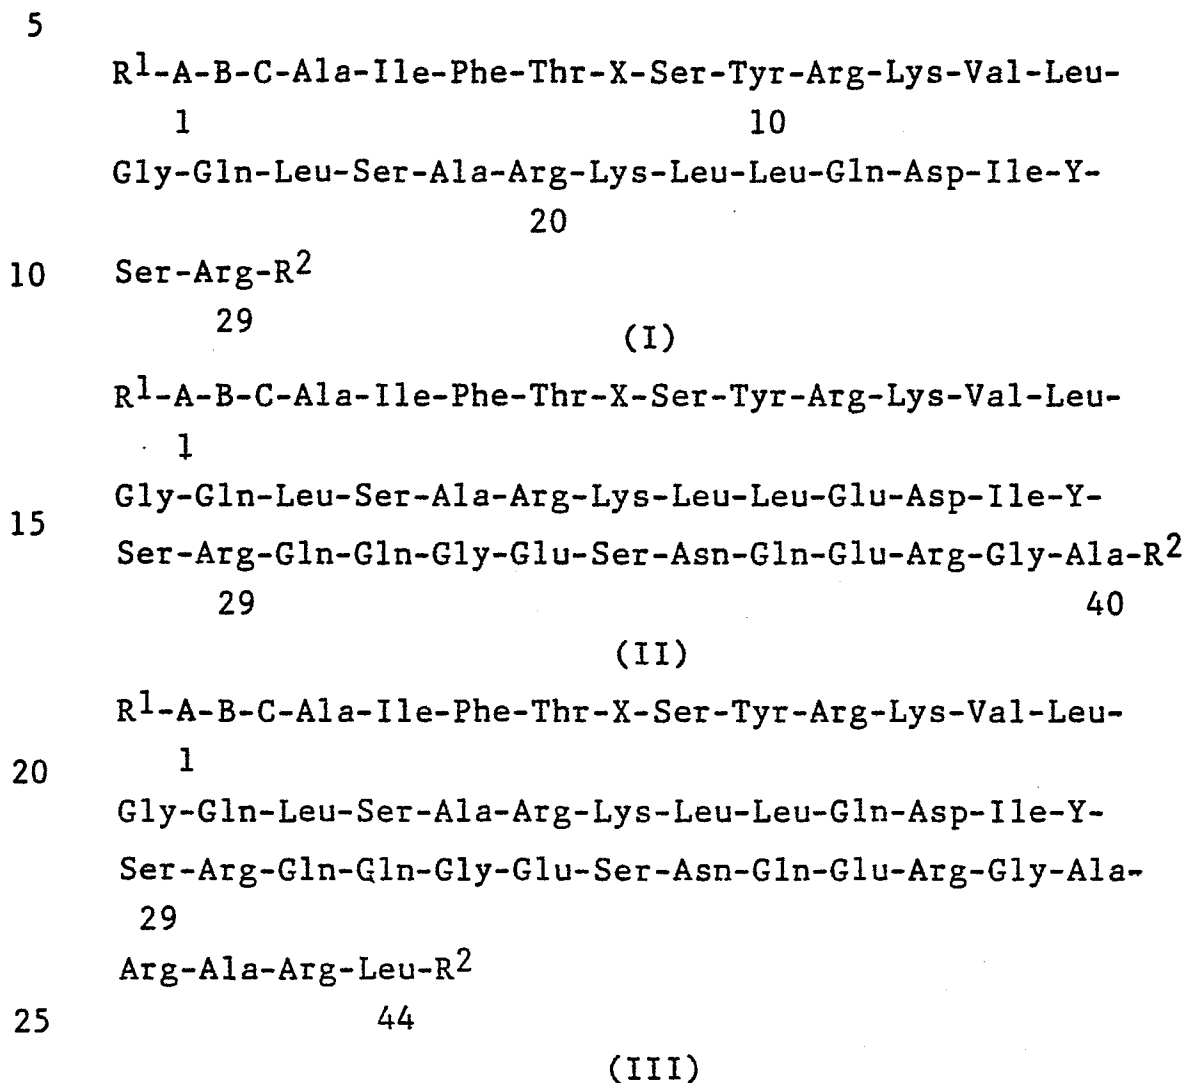 5
R1-A-B-C-Ala-Ile-Phe-Thr-X-Ser-Tyr-Arg-Lys-Val-Leu-
1 10
Gly-Gln-Leu-Ser-Ala-Arg-Lys-Leu-Leu-Gln-Asp-Ile-Y-
20
10 Ser-Arg-R2
29 (I)
R1-A-B-C-Ala-Ile-Phe-Thr-X-Ser-Tyr-Arg-Lys-Val-Leu-
1
Gly-Gln-Leu-Ser-Ala-Arg-Lys-Leu-Leu-Glu-Asp-Ile-Y-
15
Ser-Arg-Gln-Gln-Gly-Glu-Ser-Asn-Gln-Glu-Arg-Gly-Ala-R2
29 40
(II)
R1-A-B-C-Ala-Ile-Phe-Thr-X-Ser-Tyr-Arg-Lys-Val-Leu-
1
20
Gly-Gln-Leu-Ser-Ala-Arg-Lys-Leu-Leu-Gln-Asp-Ile-Y-
Ser-Arg-Gln-Gln-Gly-Glu-Ser-Asn-Gln-Glu-Arg-Gly-Ala-
29
Arg-Ala-Arg-Leu-R2
25 44
(III)